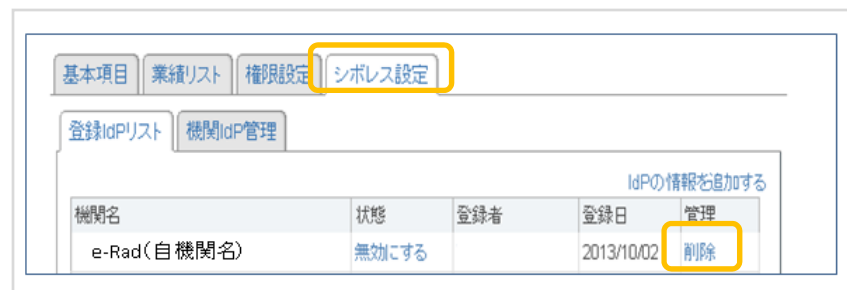 基本項目 業績リスト 権限設定 シボレス設定
登録IdPリスト 機関IdP管理
IdPの情報を追加する
機関名 状態 登録者 登録日 管理
e-Rad(自機関名) 無効にする 2013/10/02 削除